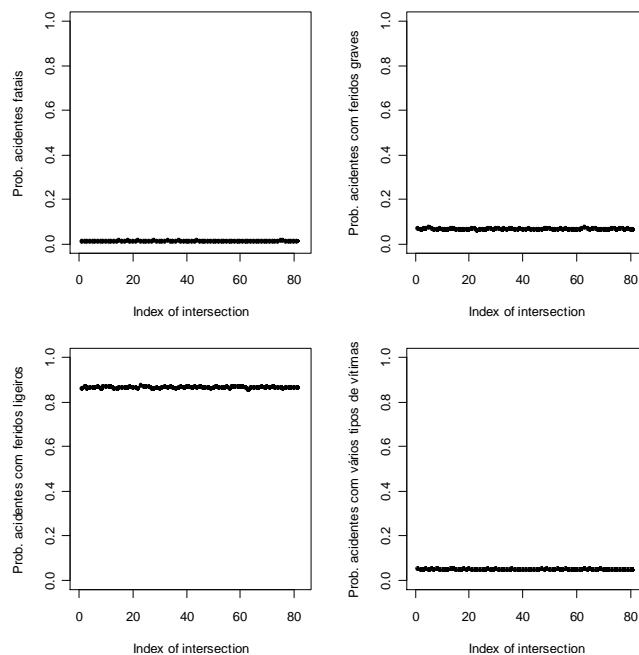 Prob. acidentes fatais
1.0
0.8
0.6
0.4
0.2
0.0
0 20 40 60 80
Index of intersection
Prob. acidentes com feridos graves
1.0
0.8
0.6
0.4
0.2
0.0
0 20 40 60 80
Index of intersection
Prob. acidentes com feridos ligeiros
1.0
0.8
0.6
0.4
0.2
0.0
0 20 40 60 80
Index of intersection
Prob. acidentes com vários tipos de vítimas
1.0
0.8
0.6
0.4
0.2
0.0
0 20 40 60 80
Index of intersection